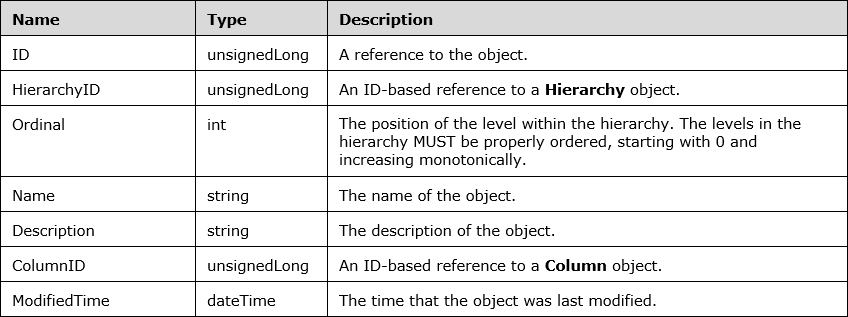 Name Type Description
ID unsignedLong A reference to the object.
HierarchyID unsignedLong An ID-based reference to a Hierarchy object.
Ordinal int The position of the level within the hierarchy. The levels in the
hierarchy MUST be properly ordered, starting with 0 and
increasing monotonically.
Name string The name of the object.
Description string The description of the object.
ColumnID unsignedLong An ID-based reference to a Column object.
ModifiedTime dateTime The time that the object was last modified.